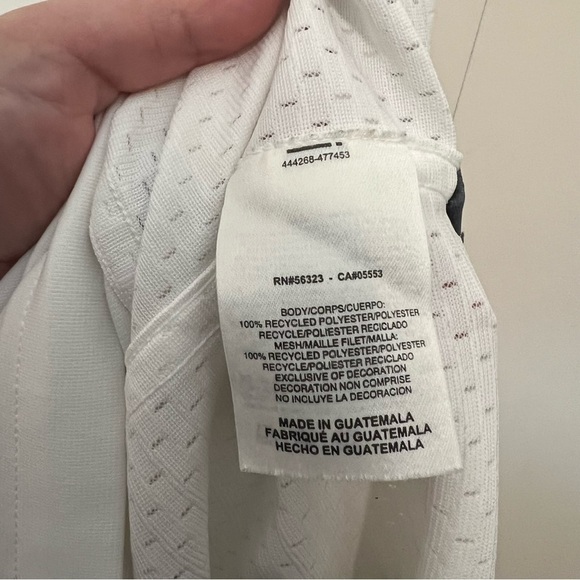 444268-477453
RN#56323 - CA#05553
BODY/CORPS/CUERPO:
100% RECYCLED POLYESTER/POLYESTER
RECYCLE/POLIESTER RECICLADO
MESH/MAILLE FILET/MALLA:
100% RECYCLED POLYESTER/POLYESTER
RECYCLE/POLIESTER RECICLADO
EXCLUSIVE OF DECORATION
DECORATION NON COMPRISE
NO INCLUYE LA DECORACION
MADE IN GUATEMALA
FABRIQUÉ AU GUATEMALA
HECHO EN GUATEMALA